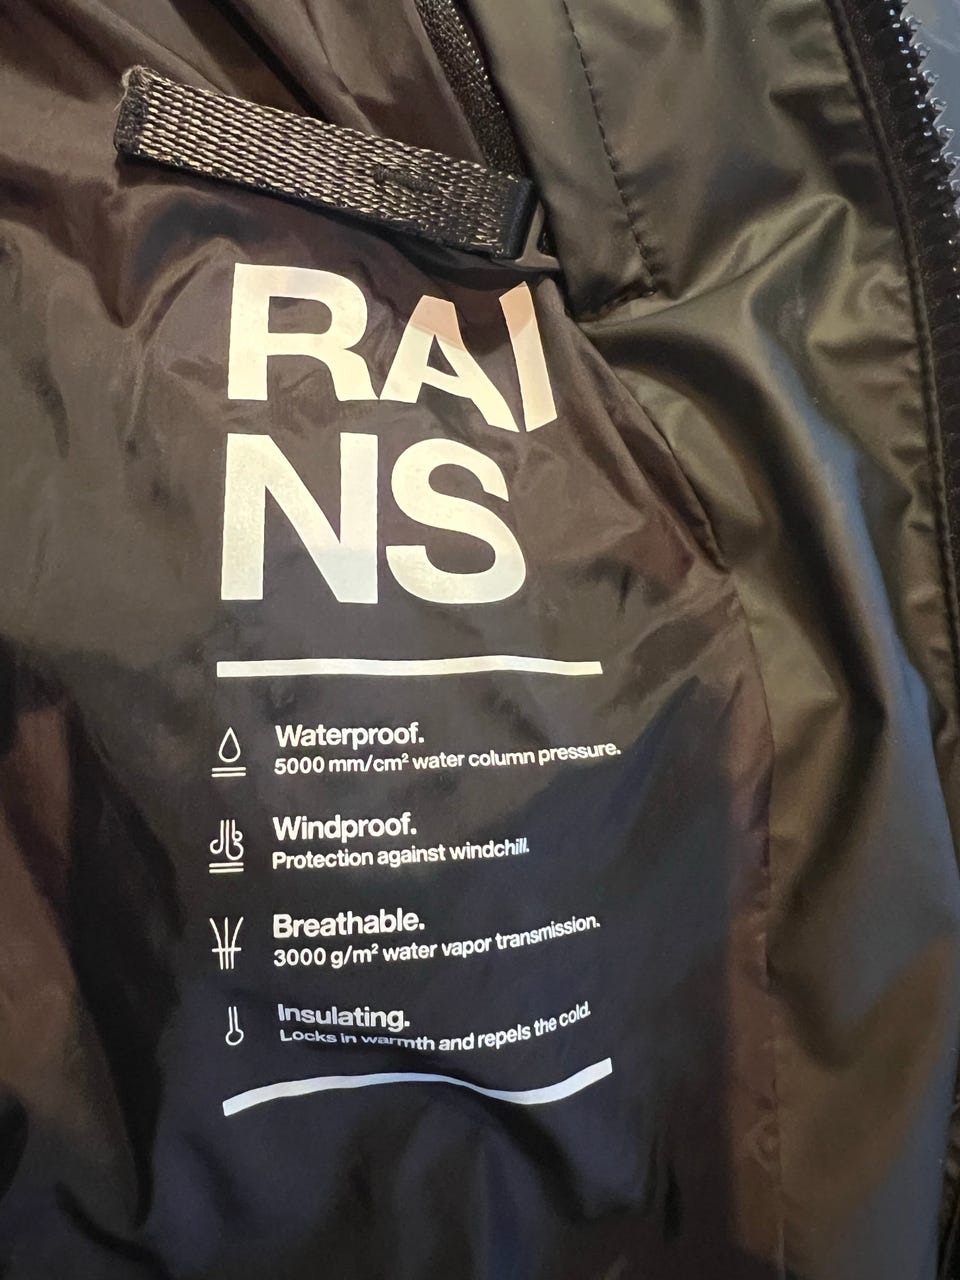 RAI
NS
Waterproof.
5000 mm/cm² water column pressure.
Windproof.
Protection against windchill.
Breathable.
3000 g/m² water vapor transmission.
Insulating.
Locks in warmth and repels the cold.